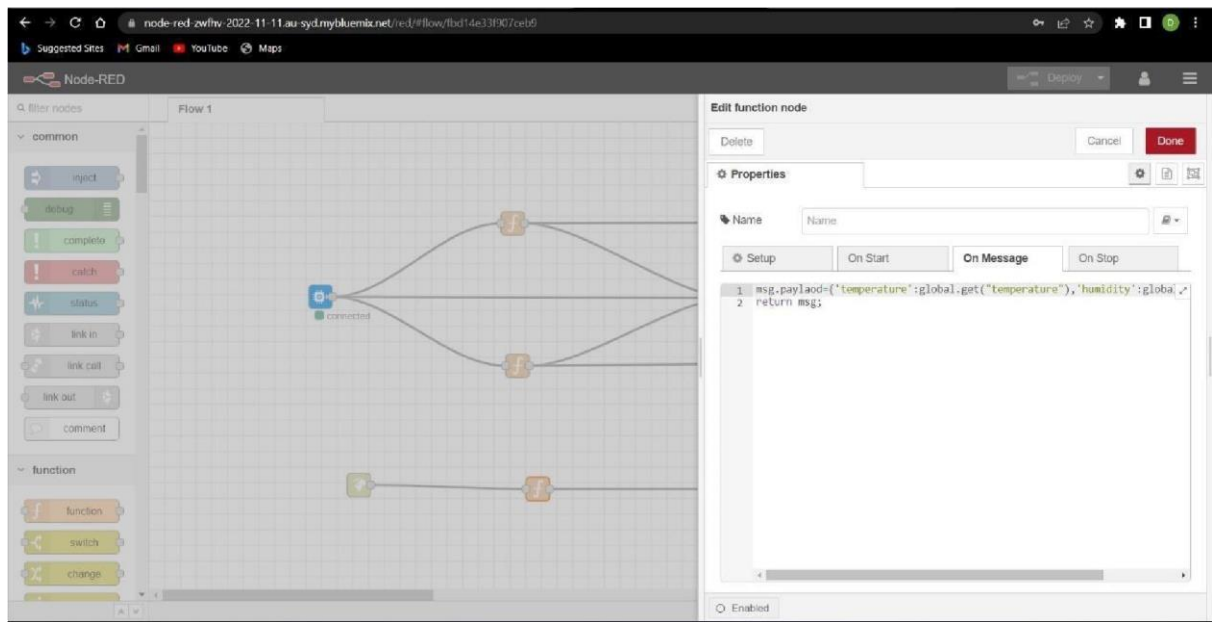 node-red-zwfhv-2022-11-11.au-syd.mybluemix.net/red/#flow/fbd14e33f907ceb9
D
Suggested Sites Gmail YouTube Maps
Node-RED
Deploy
filter nodes
Flow 1
Edit function node
common
Delete
Cancel
Done
inject
Properties
debug
Name
Name
complete
Setup
On Start
On Message
On Stop
catch
1 msg.paylaod={'temperature':global.get("temperature"),'humidity':globa
2 return msg;
status
connected
link in
link call
link out
comment
function
function
switch
change
Enabled